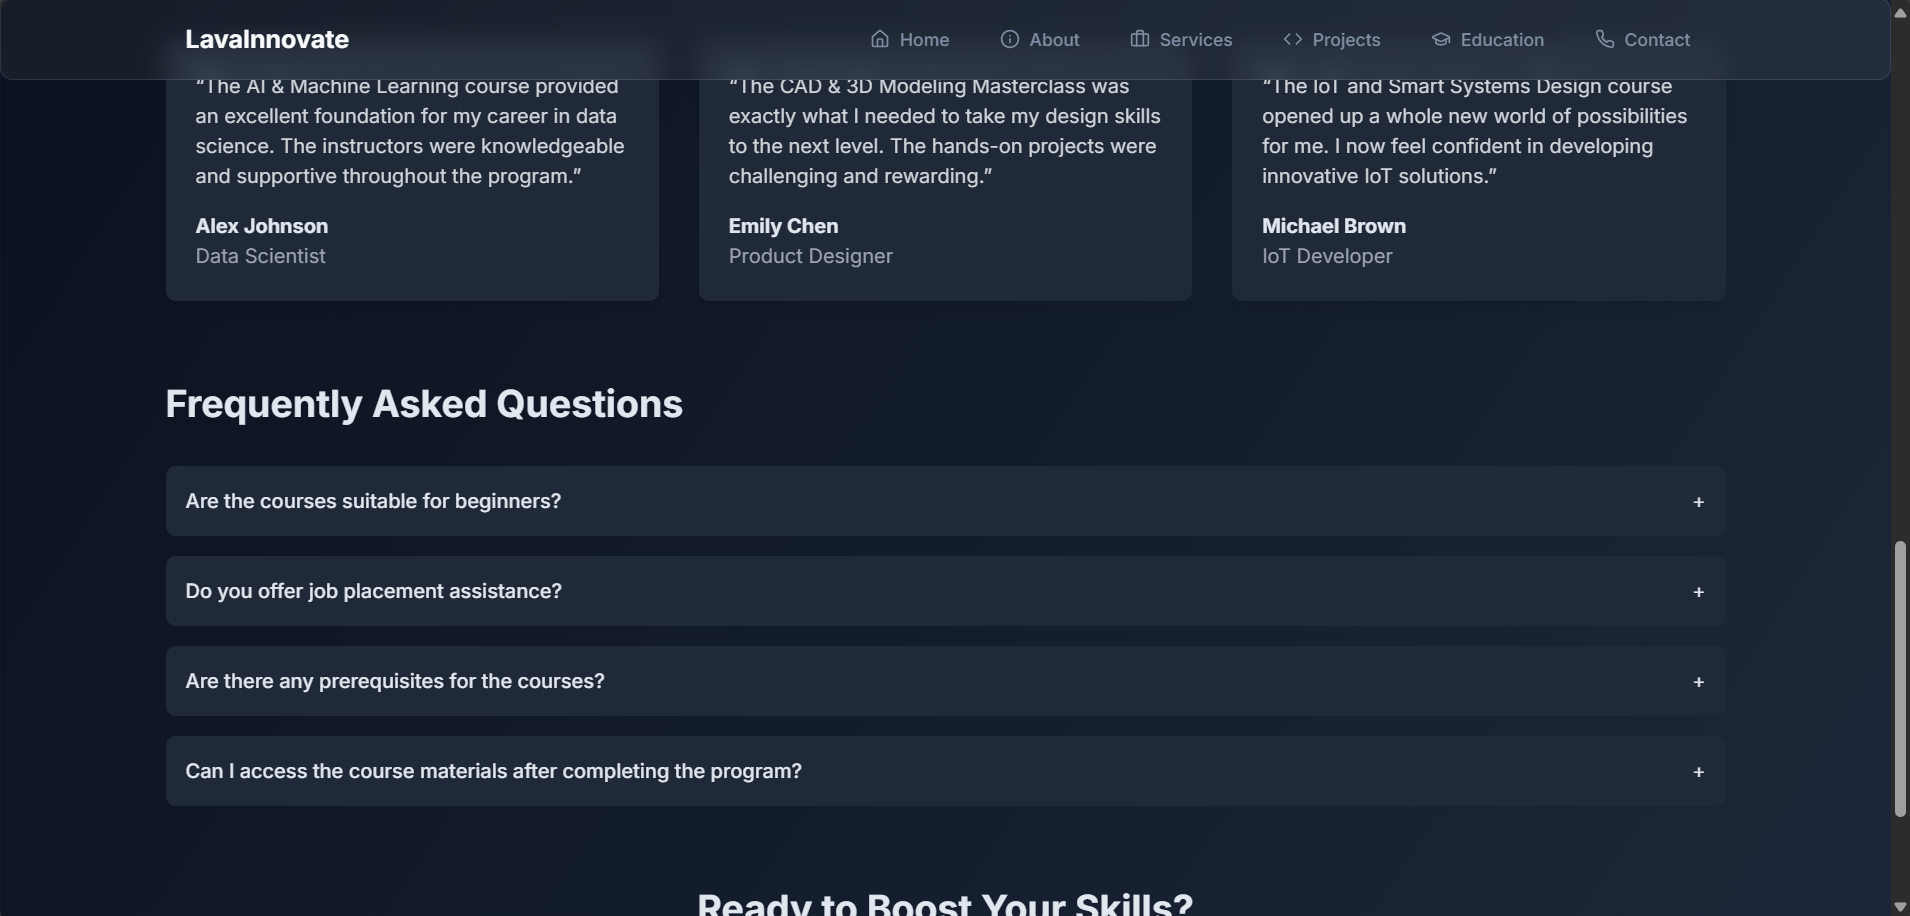 LavaInnovate
Home
About
Services
Projects
Education
Contact
“The AI & Machine Learning course provided
an excellent foundation for my career in data
science. The instructors were knowledgeable
and supportive throughout the program.”
Alex Johnson
Data Scientist
“The CAD & 3D Modeling Masterclass was
exactly what I needed to take my design skills
to the next level. The hands-on projects were
challenging and rewarding.”
Emily Chen
Product Designer
“The IoT and Smart Systems Design course
opened up a whole new world of possibilities
for me. I now feel confident in developing
innovative IoT solutions.”
Michael Brown
IoT Developer
Frequently Asked Questions
Are the courses suitable for beginners? +
Do you offer job placement assistance? +
Are there any prerequisites for the courses? +
Can I access the course materials after completing the program? +
Ready to Boost Your Skills?